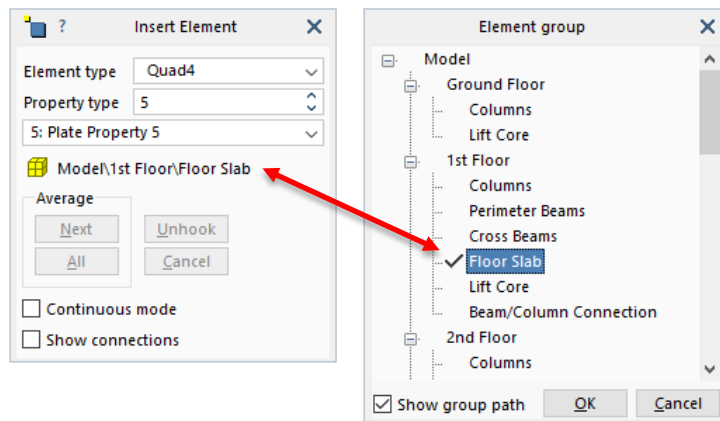 ? Insert Element
Element type Quad4
Property type 5
5: Plate Property 5
Model\1st Floor\Floor Slab
Average
Next Unhook
All Cancel
Continuous mode
Show connections
Element group
Model
Ground Floor
Columns
Lift Core
1st Floor
Columns
Perimeter Beams
Cross Beams
Floor Slab
Lift Core
Beam/Column Connection
2nd Floor
Columns
Show group path OK Cancel